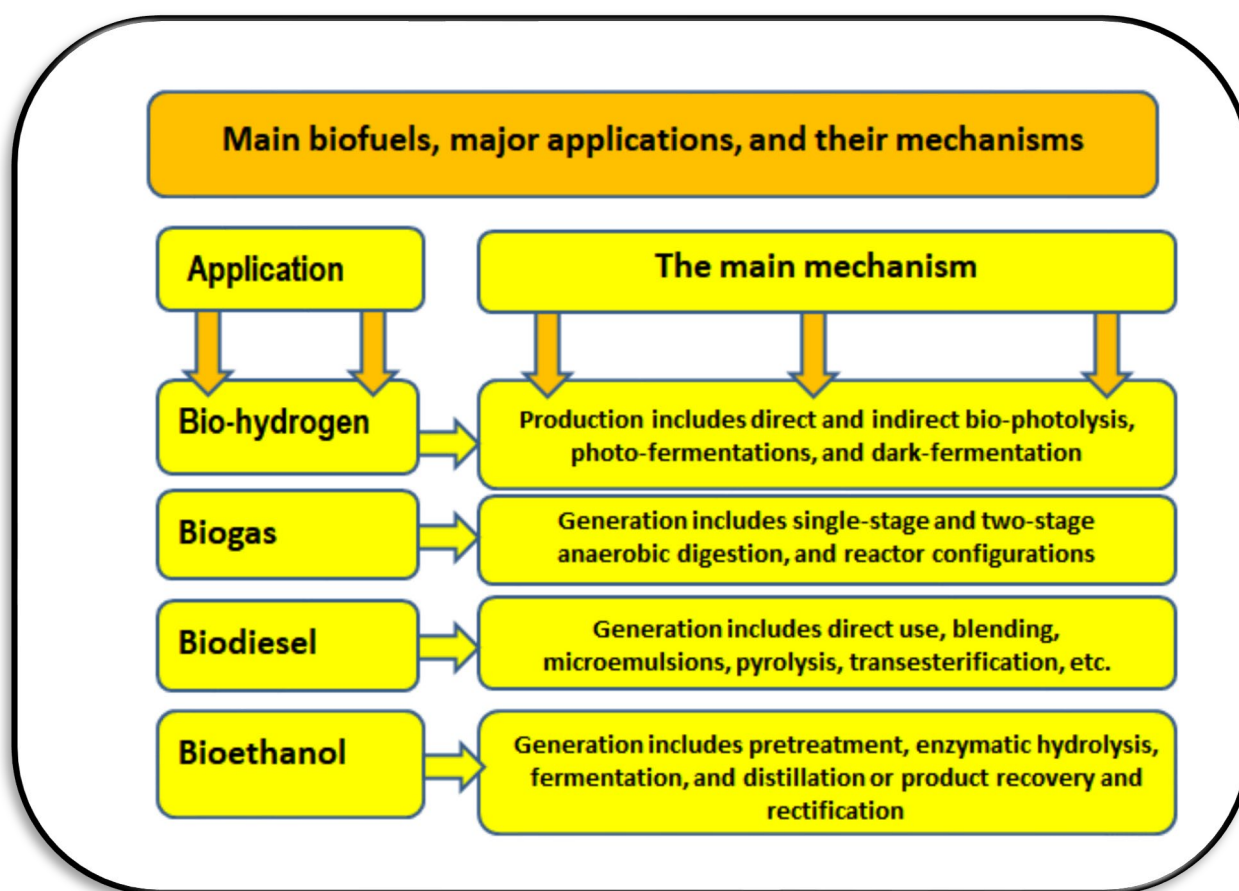 Main biofuels, major applications, and their mechanisms
Application
The main mechanism
Bio-hydrogen
Production includes direct and indirect bio-photolysis,
photo-fermentations, and dark-fermentation
Biogas
Generation includes single-stage and two-stage
anaerobic digestion, and reactor configurations
Biodiesel
Generation includes direct use, blending,
microemulsions, pyrolysis, transesterification, etc.
Bioethanol
Generation includes pretreatment, enzymatic hydrolysis,
fermentation, and distillation or product recovery and
rectification